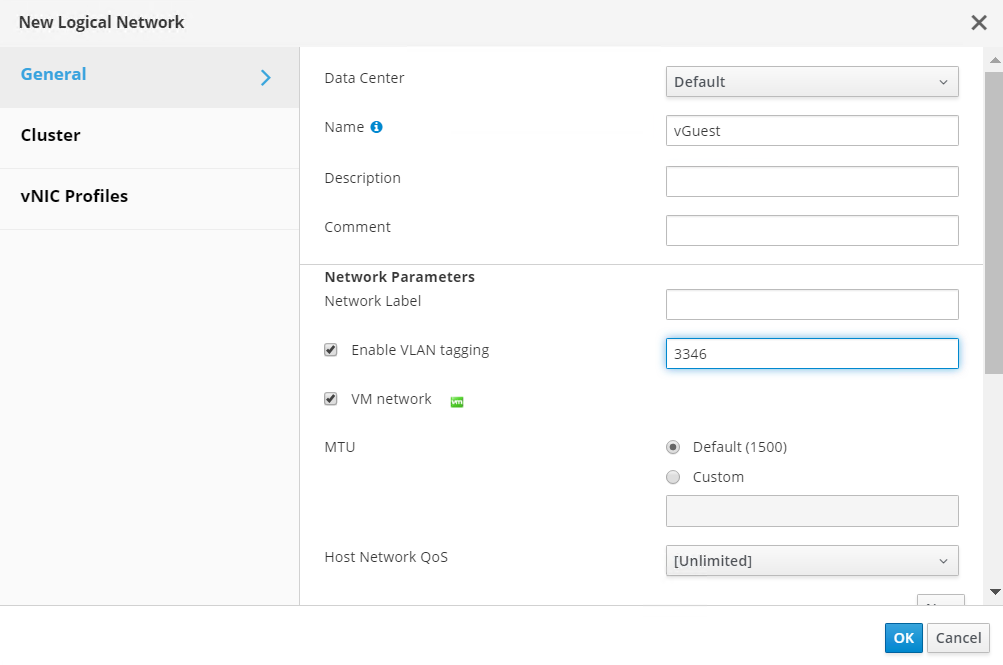 New Logical Network
General
Cluster
vNIC Profiles
Data Center
Default
Name
vGuest
Description
Comment
Network Parameters
Network Label
Enable VLAN tagging
3346
VM network
vm
MTU
Default (1500)
Custom
Host Network QoS
[Unlimited]
OK
Cancel